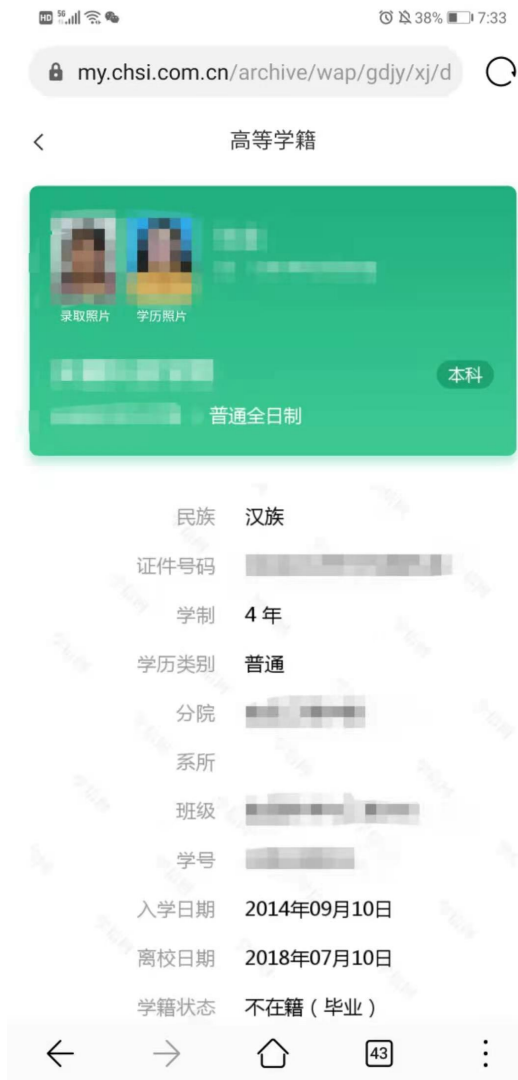 HD 5G 38% 7:33
my.chsi.com.cn/archive/wap/gdjy/xj/d
高等学籍
录取照片 学历照片
本科
普通全日制
民族 汉族
证件号码
学制 4 年
学历类别 普通
分院
系所
班级
学号
入学日期 2014年09月10日
离校日期 2018年07月10日
学籍状态 不在籍（毕业）
43